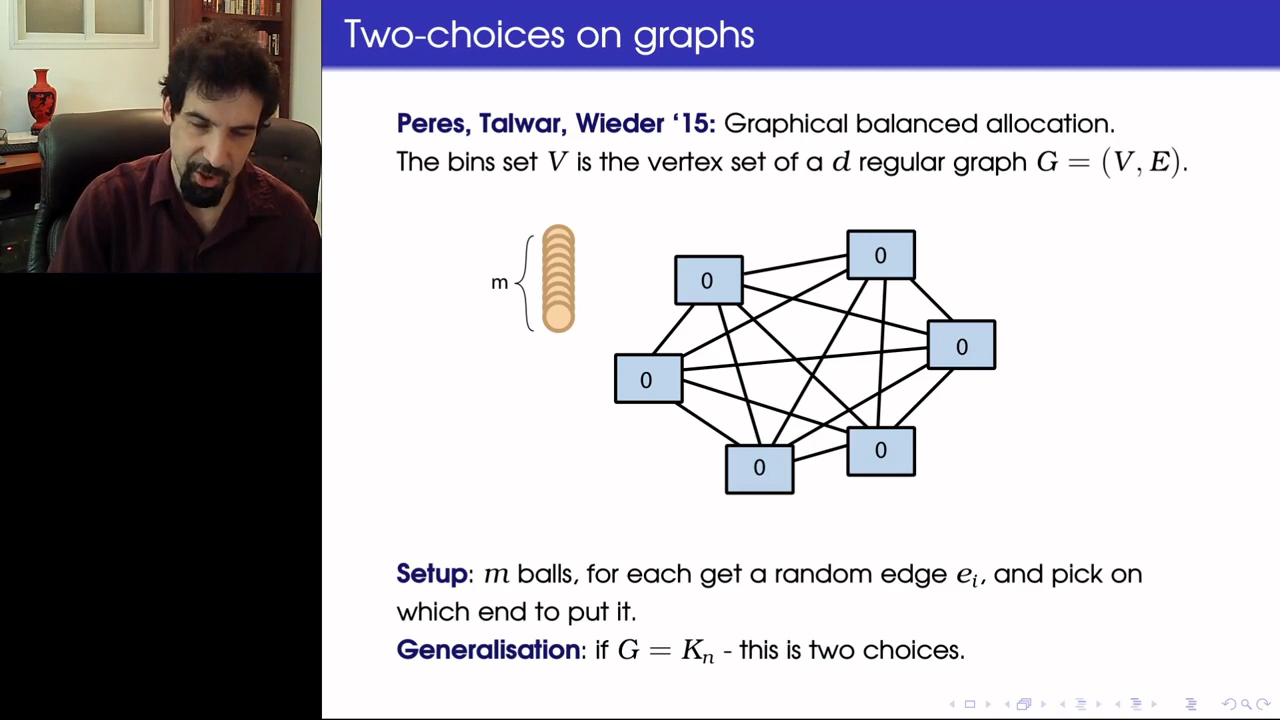 Two-choices on graphs
Peres, Talwar, Wieder ‘15: Graphical balanced allocation.
The bins set V is the vertex set of a d regular graph G = (V, E).
m
0
0
0
0
0
0
Setup: m balls, for each get a random edge eᵢ, and pick on
which end to put it.
Generalisation: if G = Kₙ - this is two choices.